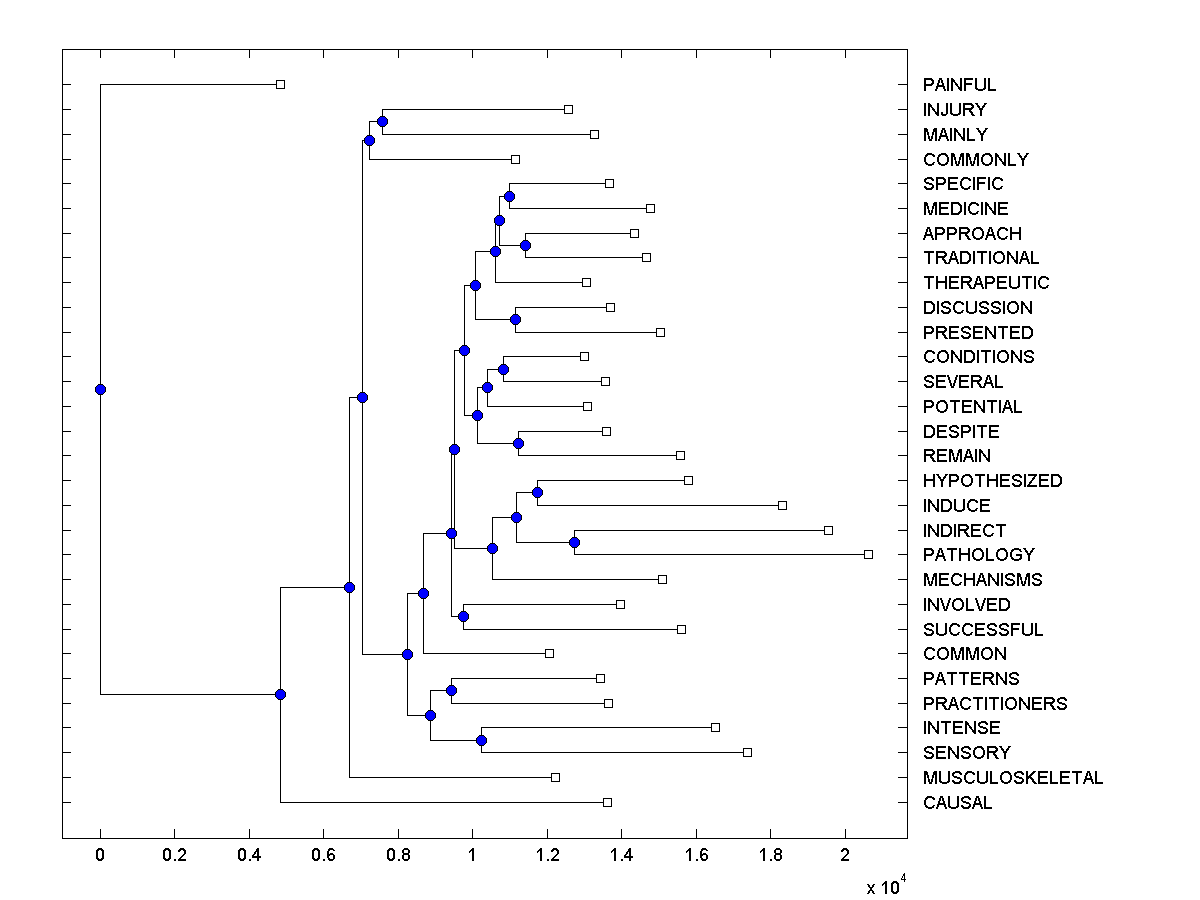 PAINFUL
INJURY
MAINLY
COMMONLY
SPECIFIC
MEDICINE
APPROACH
TRADITIONAL
THERAPEUTIC
DISCUSSION
PRESENTED
CONDITIONS
SEVERAL
POTENTIAL
DESPITE
REMAIN
HYPOTHESIZED
INDUCE
INDIRECT
PATHOLOGY
MECHANISMS
INVOLVED
SUCCESSFUL
COMMON
PATTERNS
PRACTITIONERS
INTENSE
SENSORY
MUSCULOSKELETAL
CAUSAL
0 0.2 0.4 0.6 0.8 1 1.2 1.4 1.6 1.8 2
x 10^4